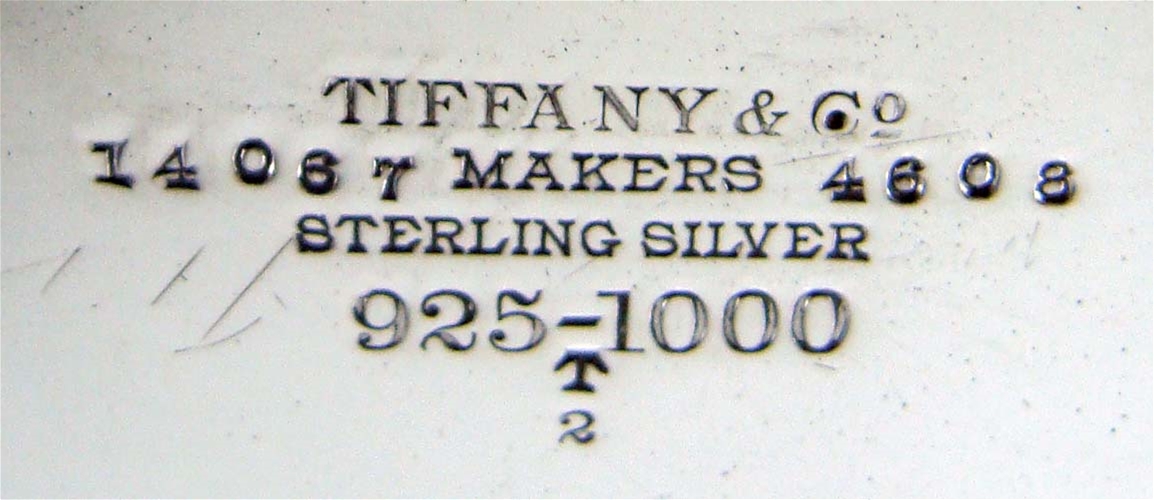 TIFFANY & Cº
14067 MAKERS 4608
STERLING SILVER
925-1000
T
2